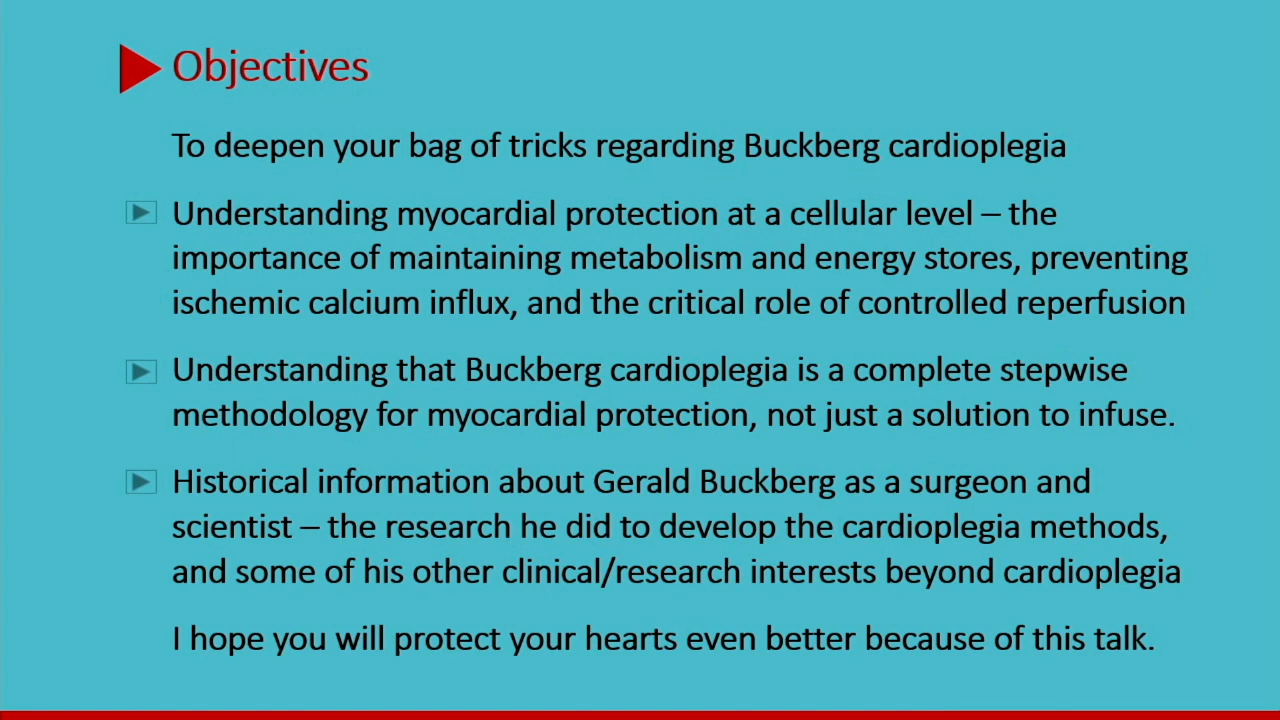 Objectives
To deepen your bag of tricks regarding Buckberg cardioplegia
Understanding myocardial protection at a cellular level – the
importance of maintaining metabolism and energy stores, preventing
ischemic calcium influx, and the critical role of controlled reperfusion
Understanding that Buckberg cardioplegia is a complete stepwise
methodology for myocardial protection, not just a solution to infuse.
Historical information about Gerald Buckberg as a surgeon and
scientist – the research he did to develop the cardioplegia methods,
and some of his other clinical/research interests beyond cardioplegia
I hope you will protect your hearts even better because of this talk.